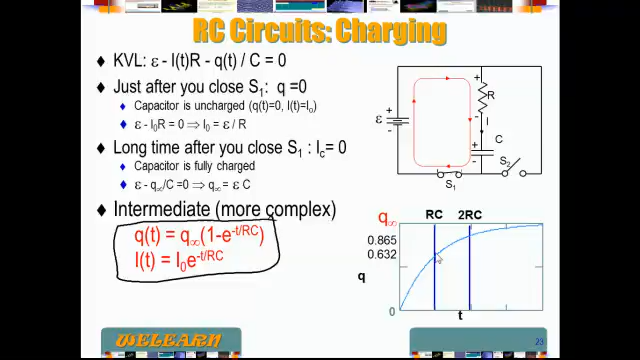 RC Circuits: Charging
♦ KVL: ε - I(t)R - q(t) / C = 0
♦ Just after you close S₁: q =0
▲ Capacitor is uncharged (q(t)=0, I(t)=I₀)
▲ ε - I₀R = 0 ⇒ I₀ = ε / R
♦ Long time after you close S₁ : I_c= 0
▲ Capacitor is fully charged
▲ ε - q∞/C =0 ⇒ q∞ = ε C
♦ Intermediate (more complex)
q(t) = q∞(1-e^-t/RC)
I(t) = I₀e^-t/RC
+
R
-
I
+
ε
-
C
+
-
S₂
S₁
q∞
RC
2RC
0.865
0.632
q
0
t
WELEARN
23